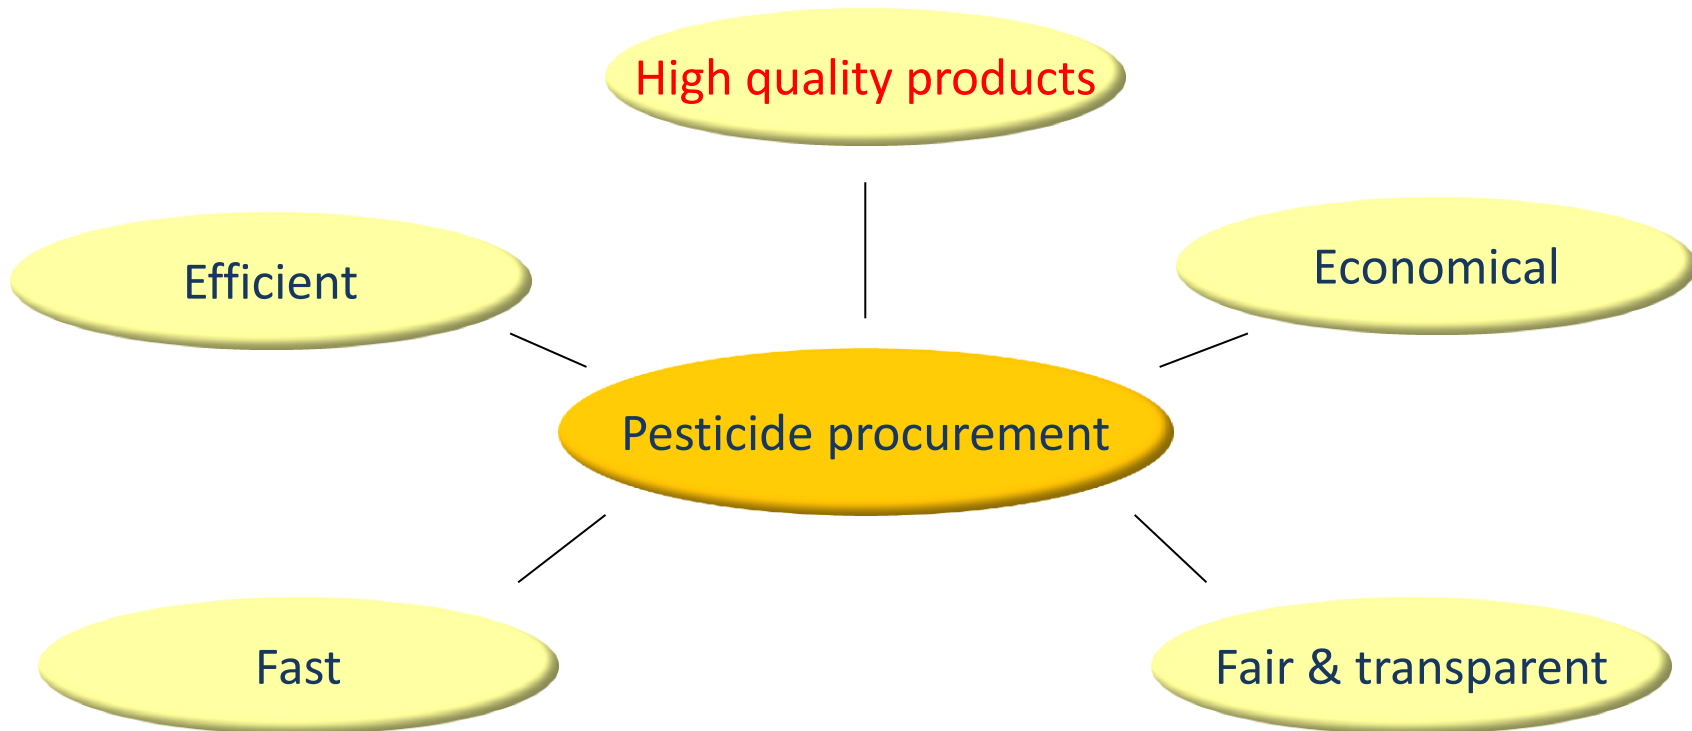 High quality products
Efficient
Economical
Pesticide procurement
Fast
Fair & transparent